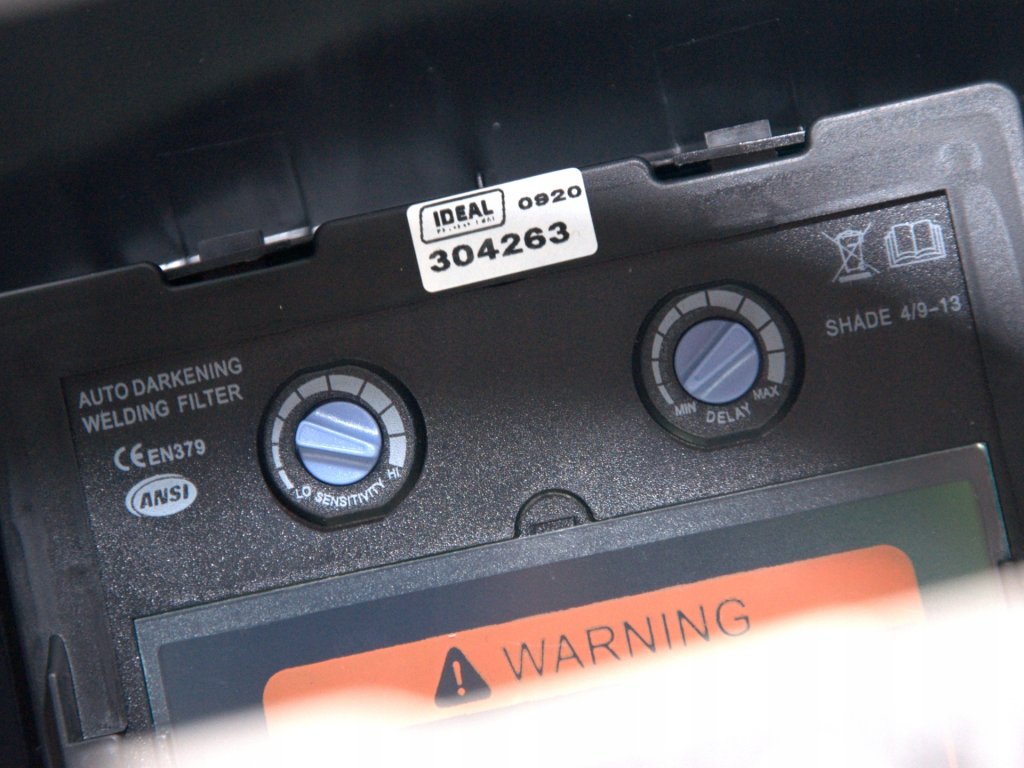 IDEAL 0920
304263
AUTO DARKENING
WELDING FILTER
CE EN379
ANSI
LO SENSITIVITY HI
MIN DELAY MAX
SHADE 4/9-13
WARNING